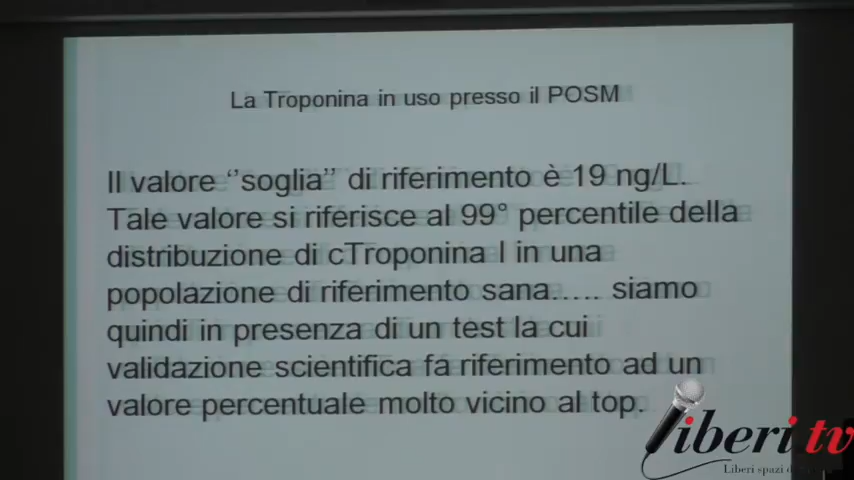 La Troponina in uso presso il POSM
Il valore ‘’soglia’’ di riferimento è 19 ng/L.
Tale valore si riferisce al 99° percentile della
distribuzione di cTroponina I in una
popolazione di riferimento sana….. siamo
quindi in presenza di un test la cui
validazione scientifica fa riferimento ad un
valore percentuale molto vicino al top.
liberi.tv
Liberi spazi